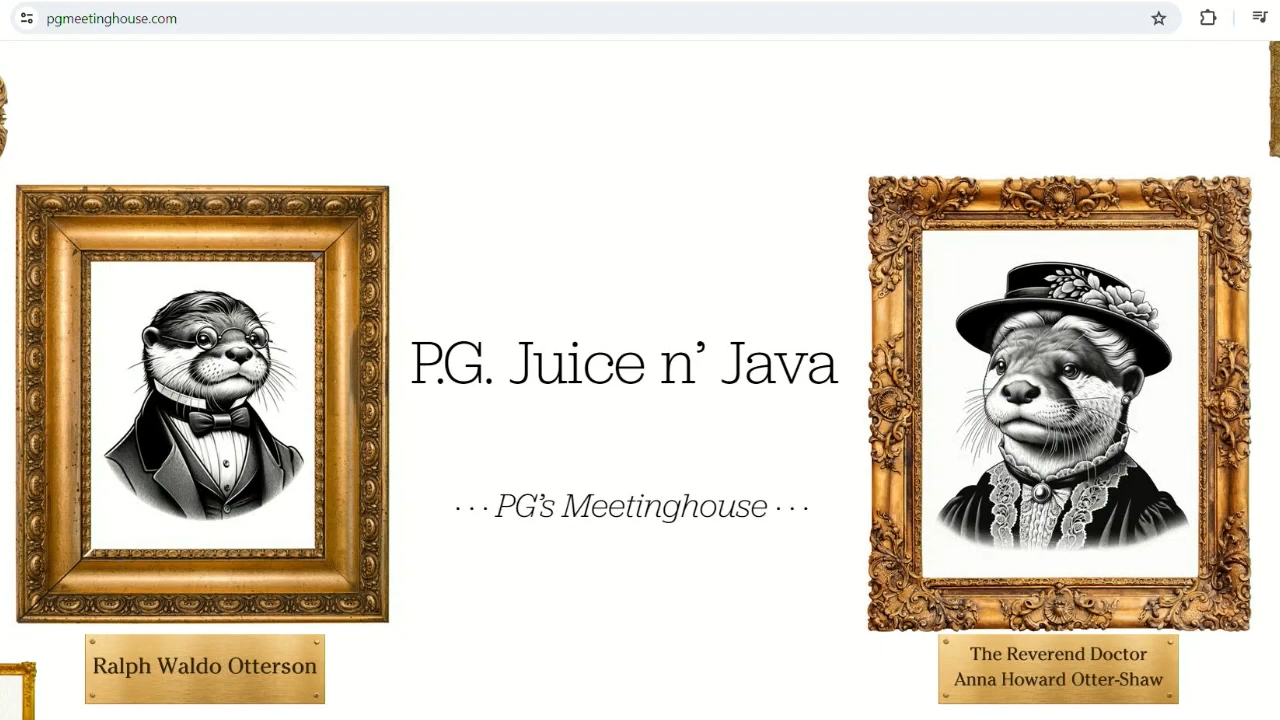 pgmeetinghouse.com
P.G. Juice n’ Java
··· PG’s Meetinghouse ···
Ralph Waldo Otterson
The Reverend Doctor
Anna Howard Otter-Shaw